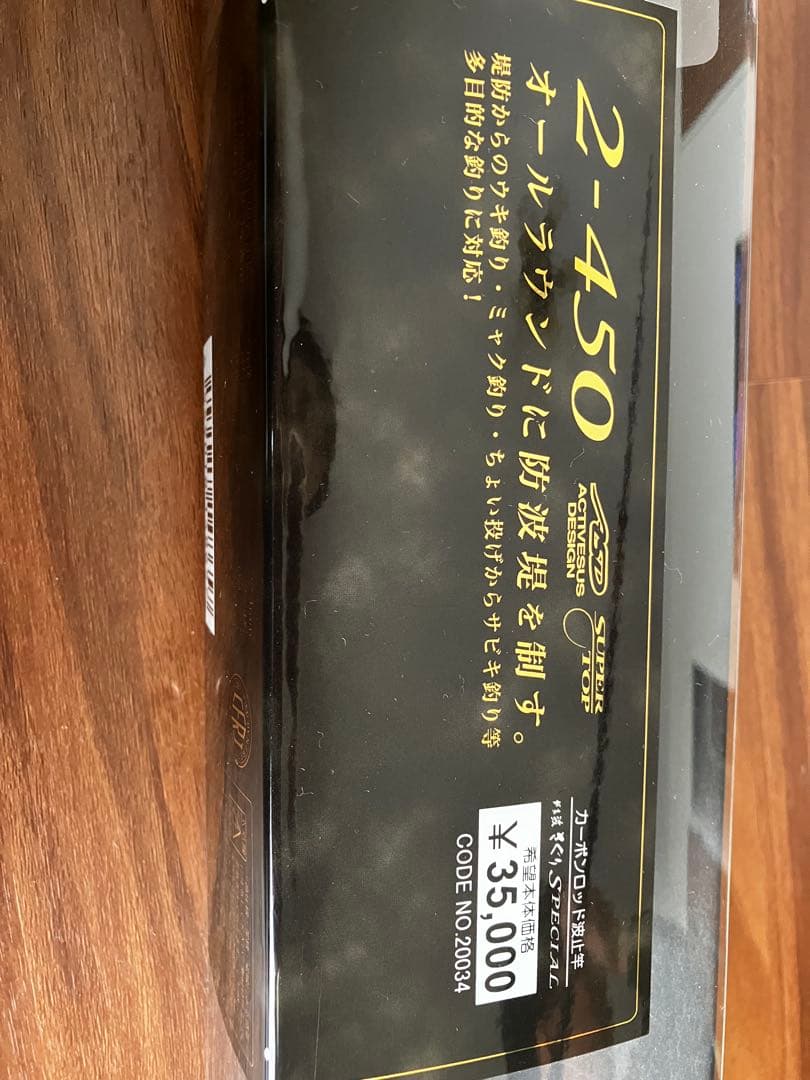 2-450
ACTIVESUS
DESIGN
SUPER
TOP
オールラウンドに防波堤を制す。
堤防からのウキ釣り・ミャク釣り・ちょい投げからサビキ釣り等
多目的な釣りに対応！
カーボンロッド波止竿
さぐり SPECIAL
希望本体価格
¥35,000
CODE NO.20034